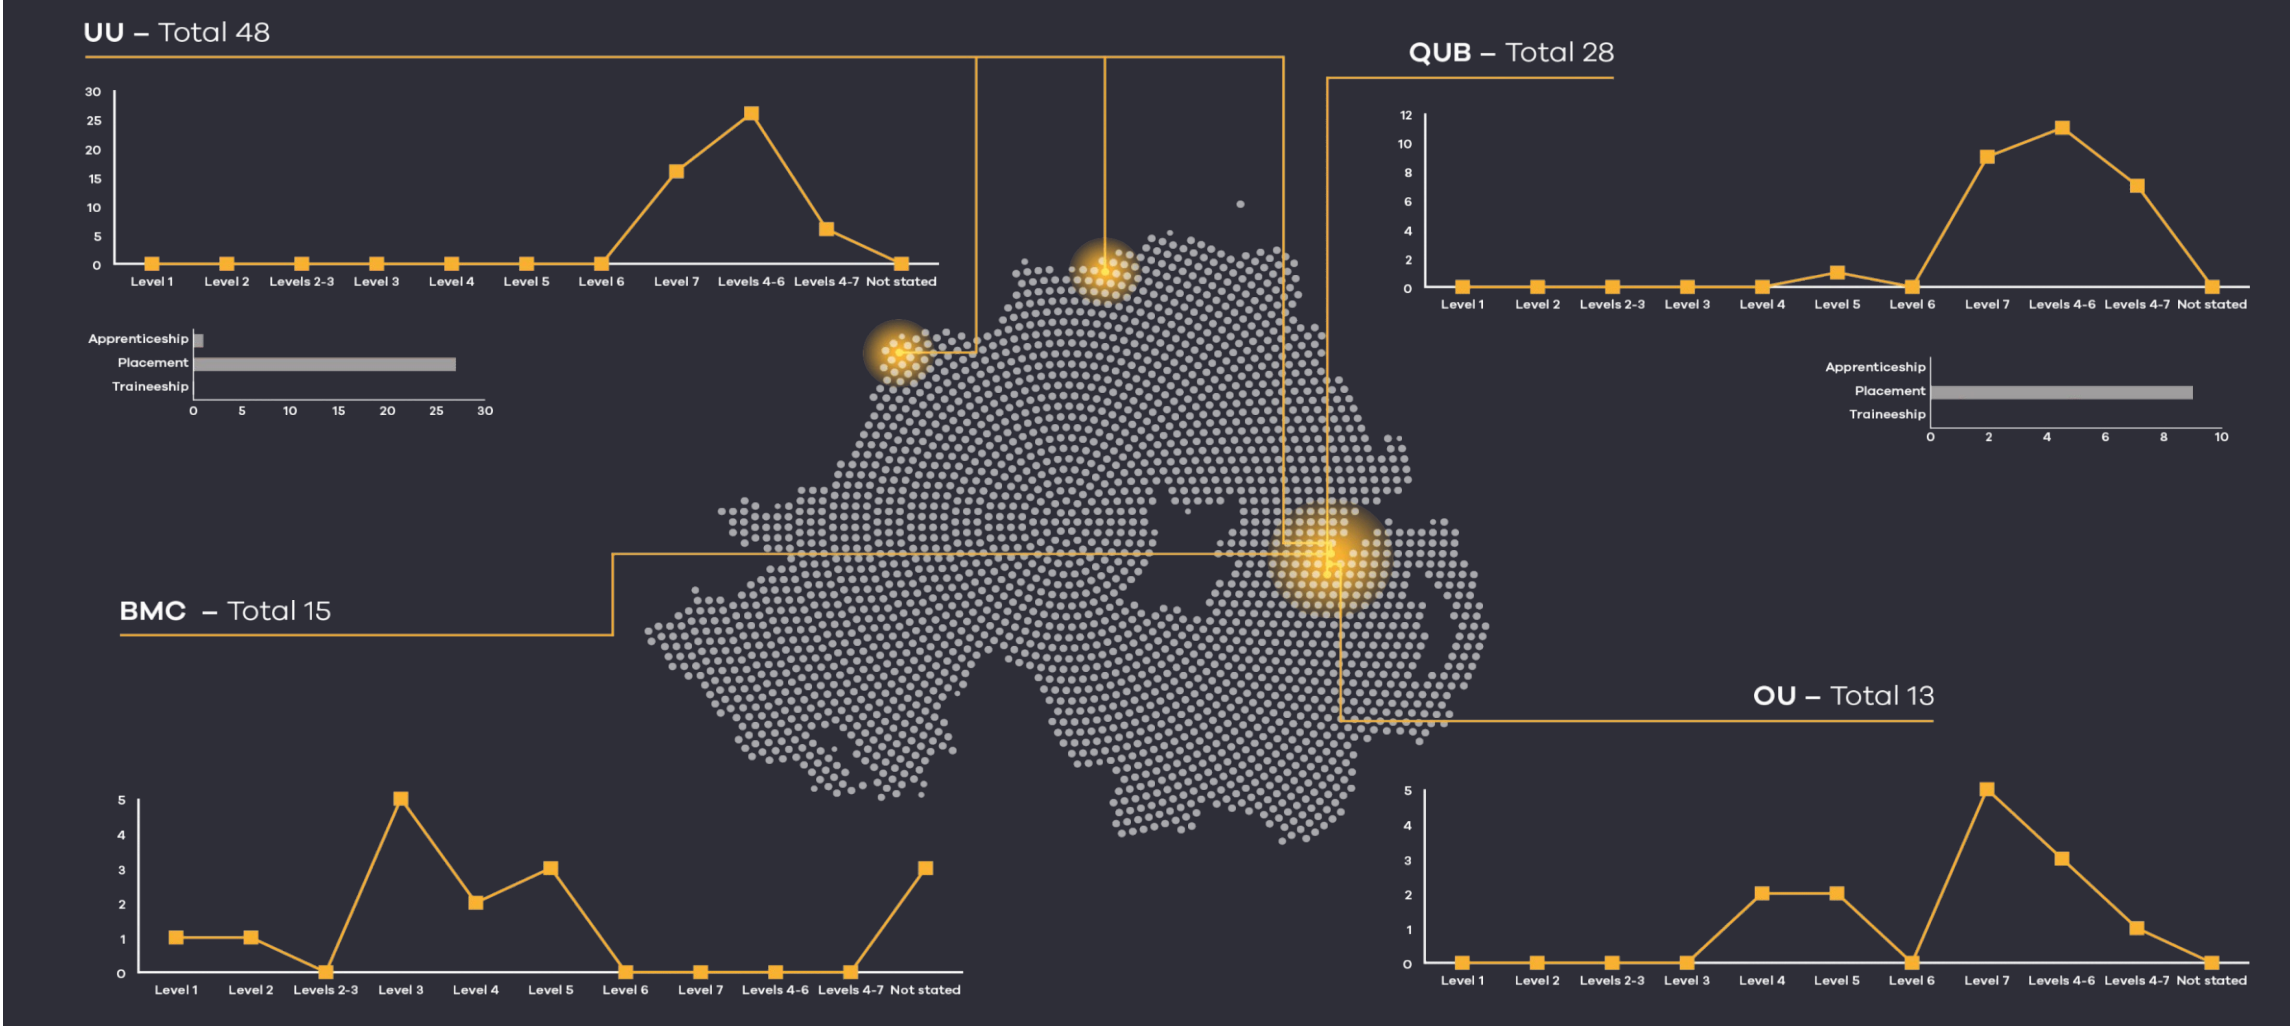 UU – Total 48
30
25
20
15
10
5
0
Level 1 Level 2 Levels 2-3 Level 3 Level 4 Level 5 Level 6 Level 7 Levels 4-6 Levels 4-7 Not stated
Apprenticeship
Placement
Traineeship
0 5 10 15 20 25 30
QUB – Total 28
12
10
8
6
4
2
0
Level 1 Level 2 Levels 2-3 Level 3 Level 4 Level 5 Level 6 Level 7 Levels 4-6 Levels 4-7 Not stated
Apprenticeship
Placement
Traineeship
0 2 4 6 8 10
BMC – Total 15
5
4
3
2
1
0
Level 1 Level 2 Levels 2-3 Level 3 Level 4 Level 5 Level 6 Level 7 Levels 4-6 Levels 4-7 Not stated
OU – Total 13
5
4
3
2
1
0
Level 1 Level 2 Levels 2-3 Level 3 Level 4 Level 5 Level 6 Level 7 Levels 4-6 Levels 4-7 Not stated